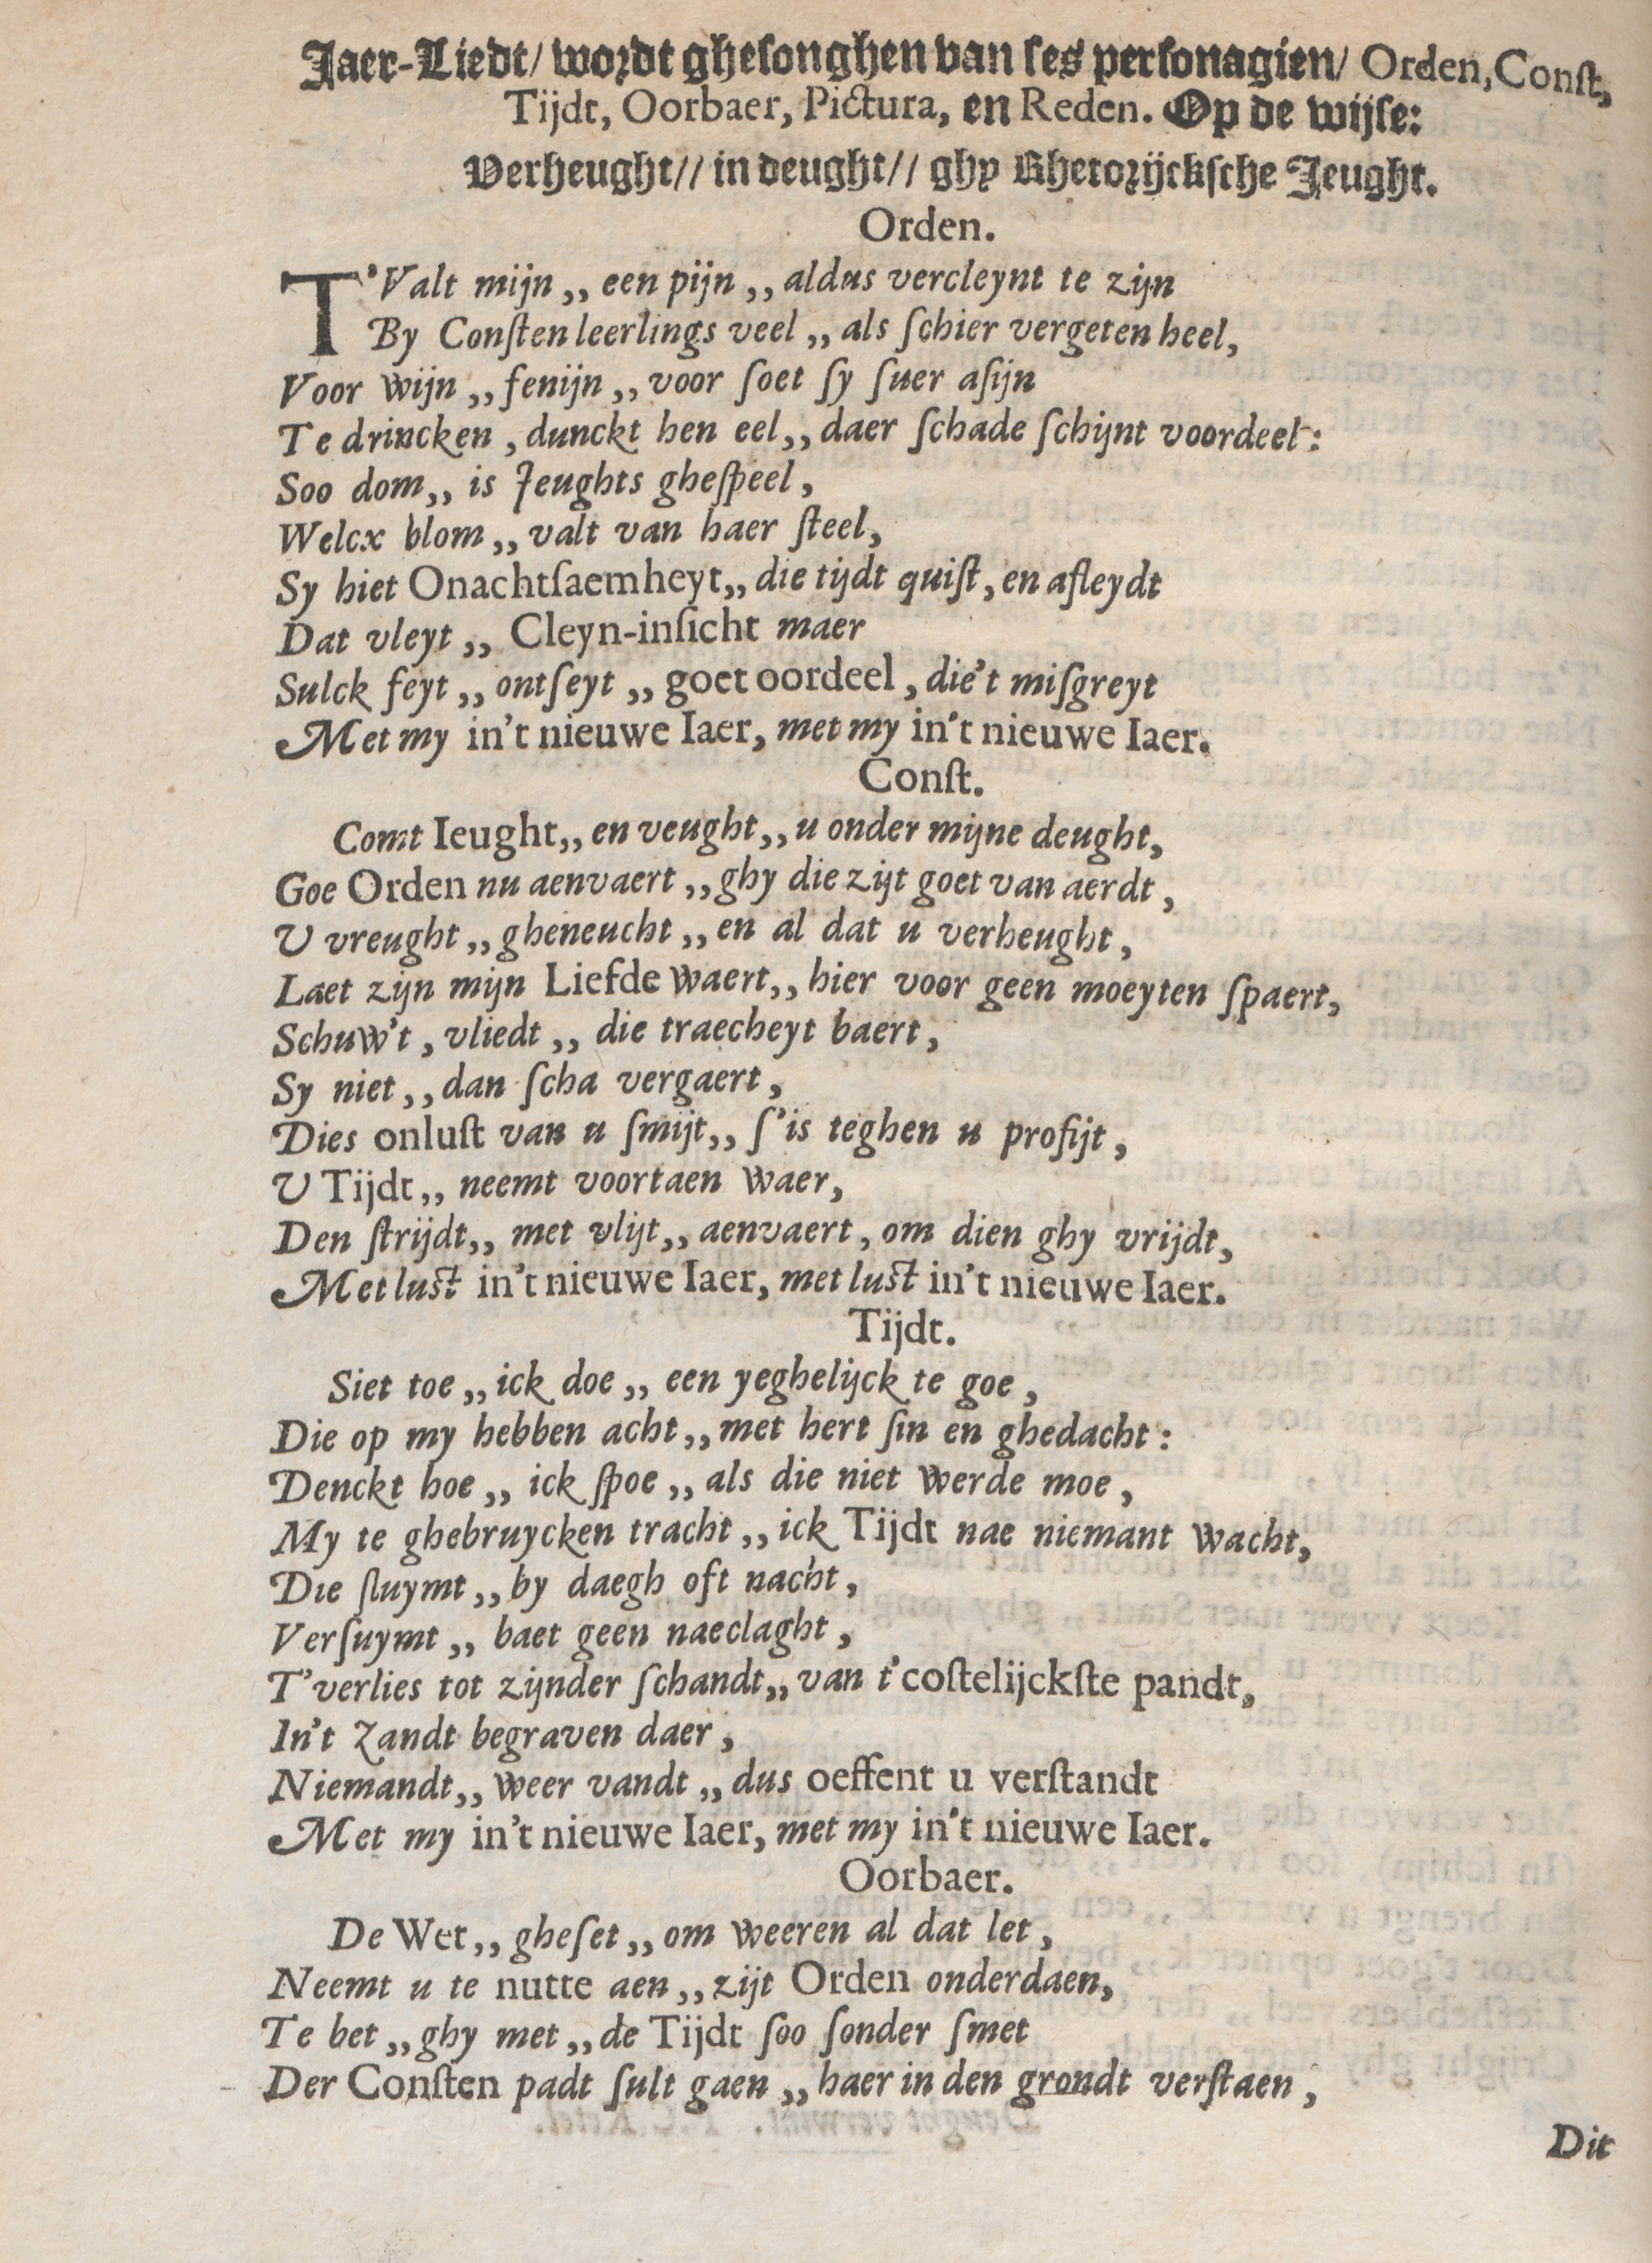 Jaer-Liedt/ wordt ghesonghen van ses personagien/ Orden, Const,
Tijdt, Oorbaer, Pictura, en Reden. Op de wijse:
Verheught// in deught// ghy Rhetorijcksche Jeught.
Orden.
T'Valt mijn „ een pijn „ aldus vercleynt te zijn
By Consten leerlings veel „ als schier vergeten heel,
Voor wijn „ fenijn „ voor soet sy suer asijn
Te drincken, dunckt hen eel „ daer schade schijnt voordeel:
Soo dom „ is Jeughts ghespeel,
Welcx blom „ valt van haer steel,
Sy hiet Onachtsaemheyt „ die tijdt quist, en afleydt
Dat vleyt „ Cleyn-insicht maer
Sulck feyt „ ontseyt „ goet oordeel, die't misgreyt
Met my in't nieuwe Iaer, met my in't nieuwe Iaer.
Const.
Comt Ieught „ en veught „ u onder mijne deught,
Goe Orden nu aenvaert „ ghy die zijt goet van aerdt,
U vreught „ gheneucht „ en al dat u verheught,
Laet zijn mijn Liefde waert „ hier voor geen moeyten spaert,
Schuw't, vliedt „ die traecheyt baert,
Sy niet „ dan scha vergaert,
Dies onlust van u smijt „ s'is teghen u profijt,
U Tijdt „ neemt voortaen waer,
Den strijdt „ met vlijt „ aenvaert, om dien ghy vrijdt,
Met lust in't nieuwe Iaer, met lust in't nieuwe Iaer.
Tijdt.
Siet toe „ ick doe „ een yeghelijck te goe,
Die op my hebben acht „ met hert sin en ghedacht:
Denckt hoe „ ick spoe „ als die niet werde moe,
My te ghebruycken tracht „ ick Tijdt nae niemant wacht,
Die sluymt „ by daegh oft nacht,
Versuymt „ baet geen naeclaght,
T'verlies tot zijnder schandt „ van t'costelijckste pandt,
In't Zandt begraven daer,
Niemandt „ weer vandt „ dus oeffent u verstandt
Met my in't nieuwe Iaer, met my in't nieuwe Iaer.
Oorbaer.
De Wet „ gheset „ om weeren al dat let,
Neemt u te nutte aen „ zijt Orden onderdaen,
Te bet „ ghy met „ de Tijdt soo sonder smet
Der Consten padt sult gaen „ haer in den grondt verstaen,
Dit